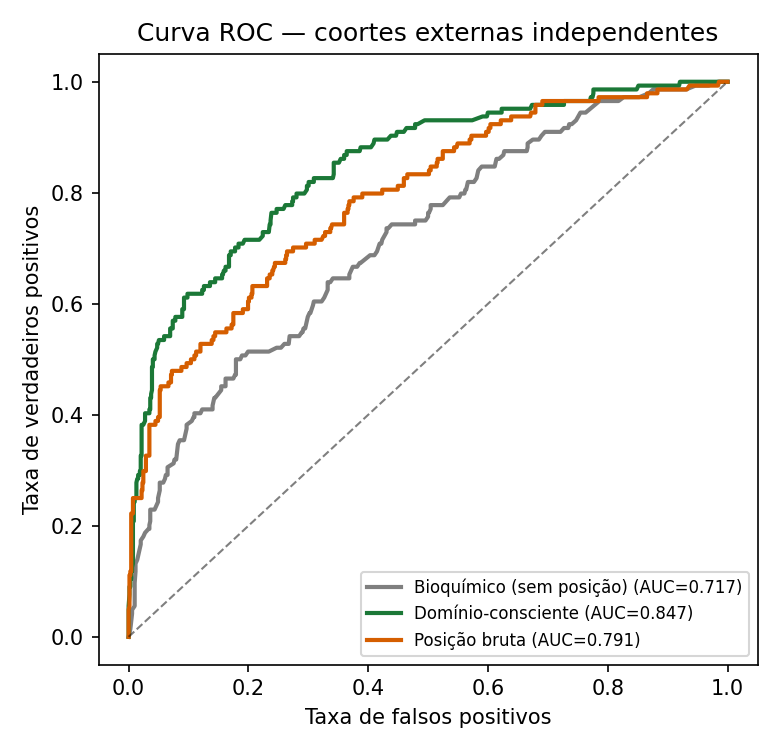 Curva ROC — coortes externas independentes
Taxa de verdadeiros positivos
1.0
0.8
0.6
0.4
0.2
0.0
Bioquímico (sem posição) (AUC=0.717)
Domínio-consciente (AUC=0.847)
Posição bruta (AUC=0.791)
0.0 0.2 0.4 0.6 0.8 1.0
Taxa de falsos positivos